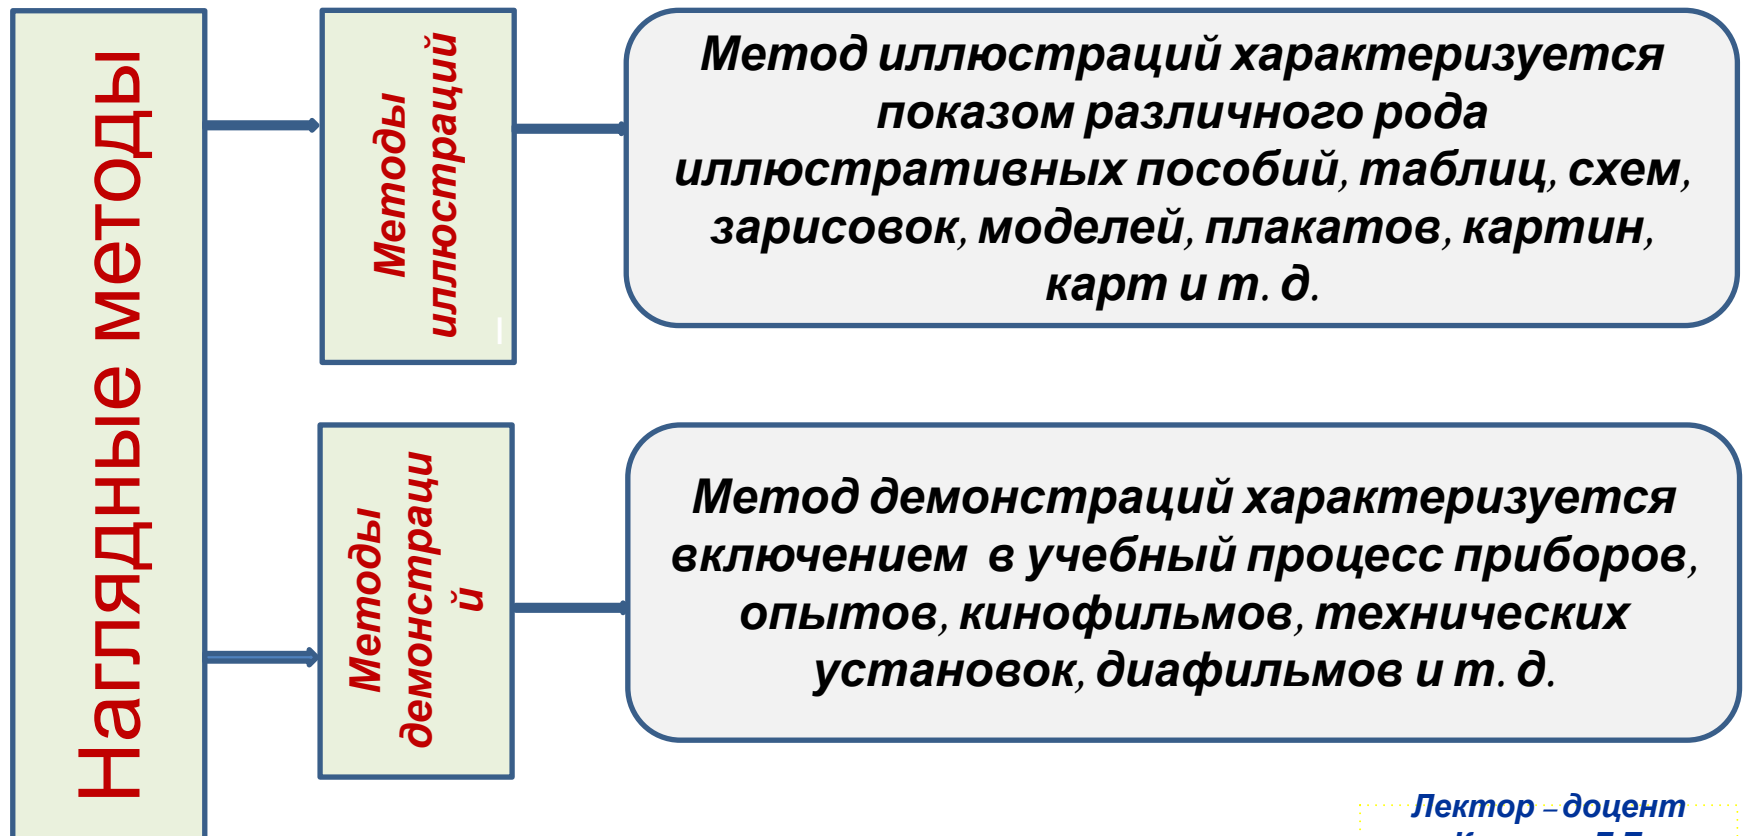 Наглядные методы
Методы
иллюстраций
Метод иллюстраций характеризуется
показом различного рода
иллюстративных пособий, таблиц, схем,
зарисовок, моделей, плакатов, картин,
карт и т. д.
Методы
демонстраци
й
Метод демонстраций характеризуется
включением в учебный процесс приборов,
опытов, кинофильмов, технических
установок, диафильмов и т. д.
Лектор – доцент